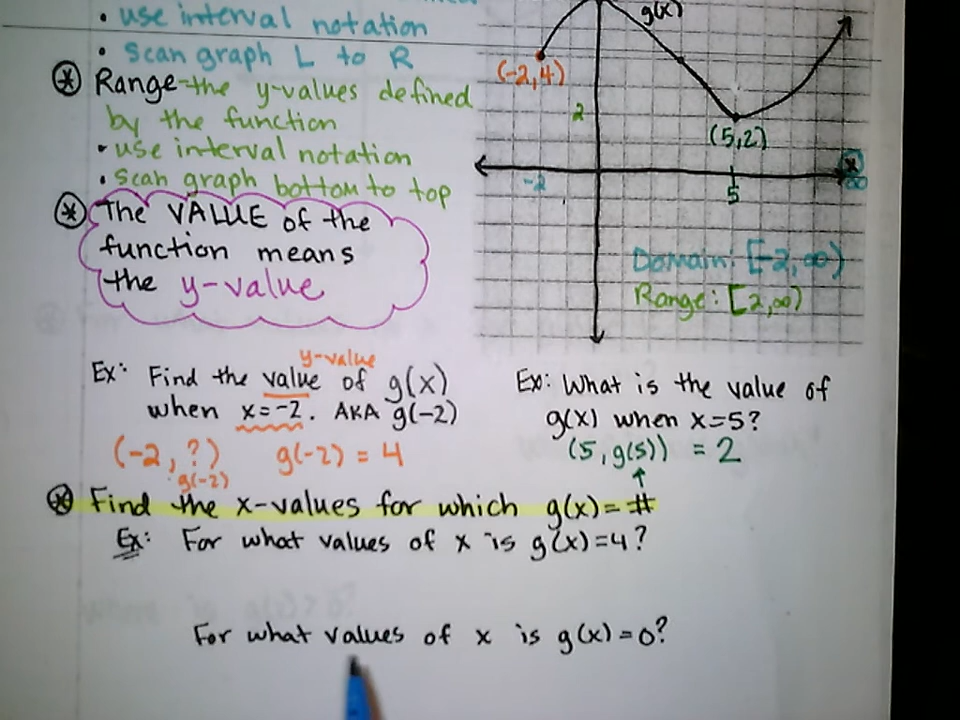 • use interval notation
• scan graph L to R
* Range - the y-values defined
by the function
• use interval notation
• scan graph bottom to top
* The VALUE of the
function means
the y-value
g(x)
(-2,4)
2
(5,2)
x
-2
5
∞
Domain: [-2,∞)
Range: [2,∞)
y-value
Ex: Find the value of g(x)
when x=-2. AKA g(-2)
(-2, ?) g(-2) = 4
g(-2)
Ex: What is the value of
g(x) when x=5?
(5, g(5)) = 2
* Find the x-values for which g(x)=#
Ex: For what values of x is g(x)=4?
For what values of x is g(x)=0?